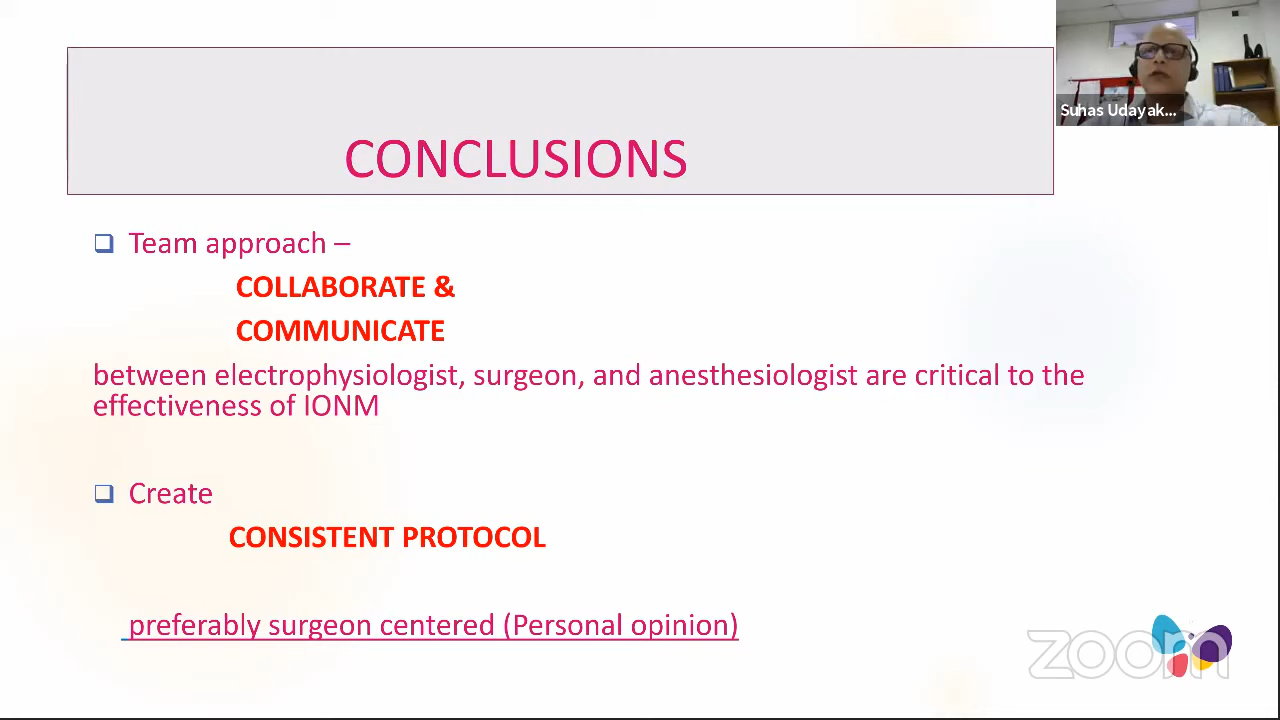 Suhas Udayak...
CONCLUSIONS
Team approach –
COLLABORATE &
COMMUNICATE
between electrophysiologist, surgeon, and anesthesiologist are critical to the
effectiveness of IONM
Create
CONSISTENT PROTOCOL
preferably surgeon centered (Personal opinion)
zoom